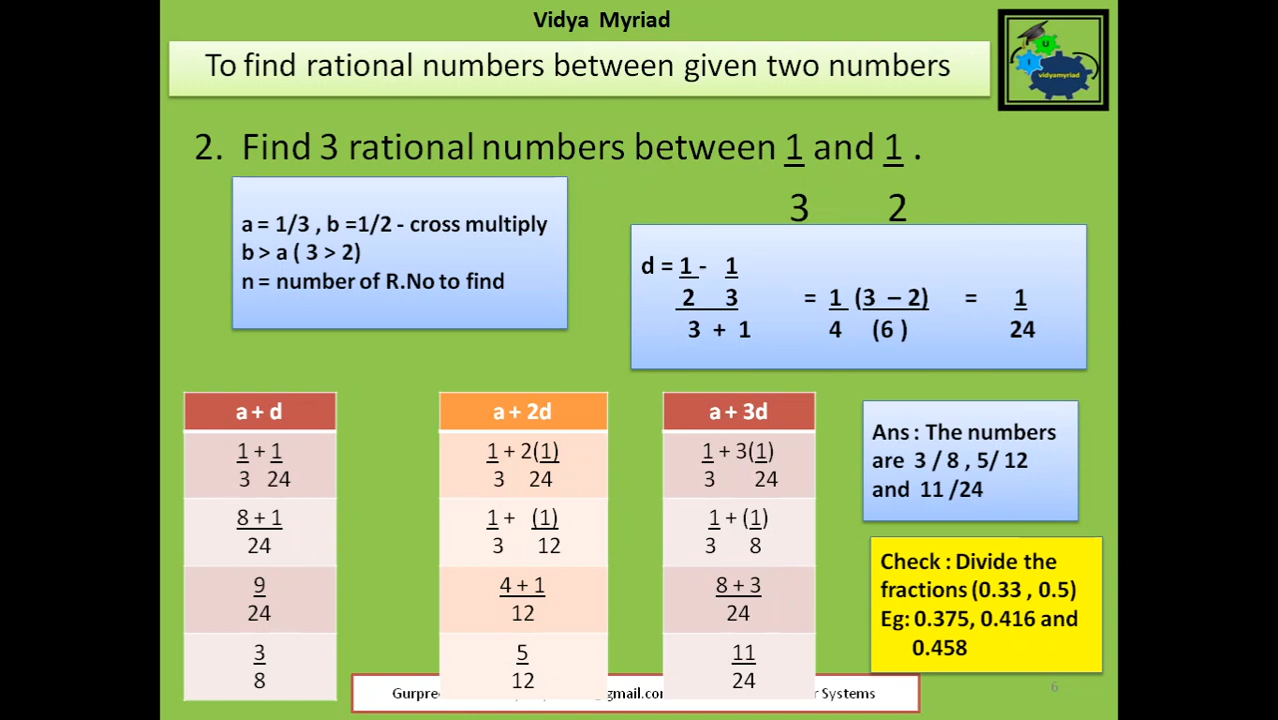 Vidya Myriad
To find rational numbers between given two numbers
U
I
vidyamyriad
2. Find 3 rational numbers between 1 and 1 .
3 2
a = 1/3 , b =1/2 - cross multiply
b > a ( 3 > 2)
n = number of R.No to find
d = 1 - 1
2 3 = 1 (3 – 2) = 1
3 + 1 4 (6 ) 24
a + d
1 + 1
3 24
8 + 1
24
9
24
3
8
a + 2d
1 + 2(1)
3 24
1 + (1)
3 12
4 + 1
12
5
12
a + 3d
1 + 3(1)
3 24
1 + (1)
3 8
8 + 3
24
11
24
Ans : The numbers
are 3 / 8 , 5/ 12
and 11 /24
Check : Divide the
fractions (0.33 , 0.5)
Eg: 0.375, 0.416 and
0.458
Systems
6